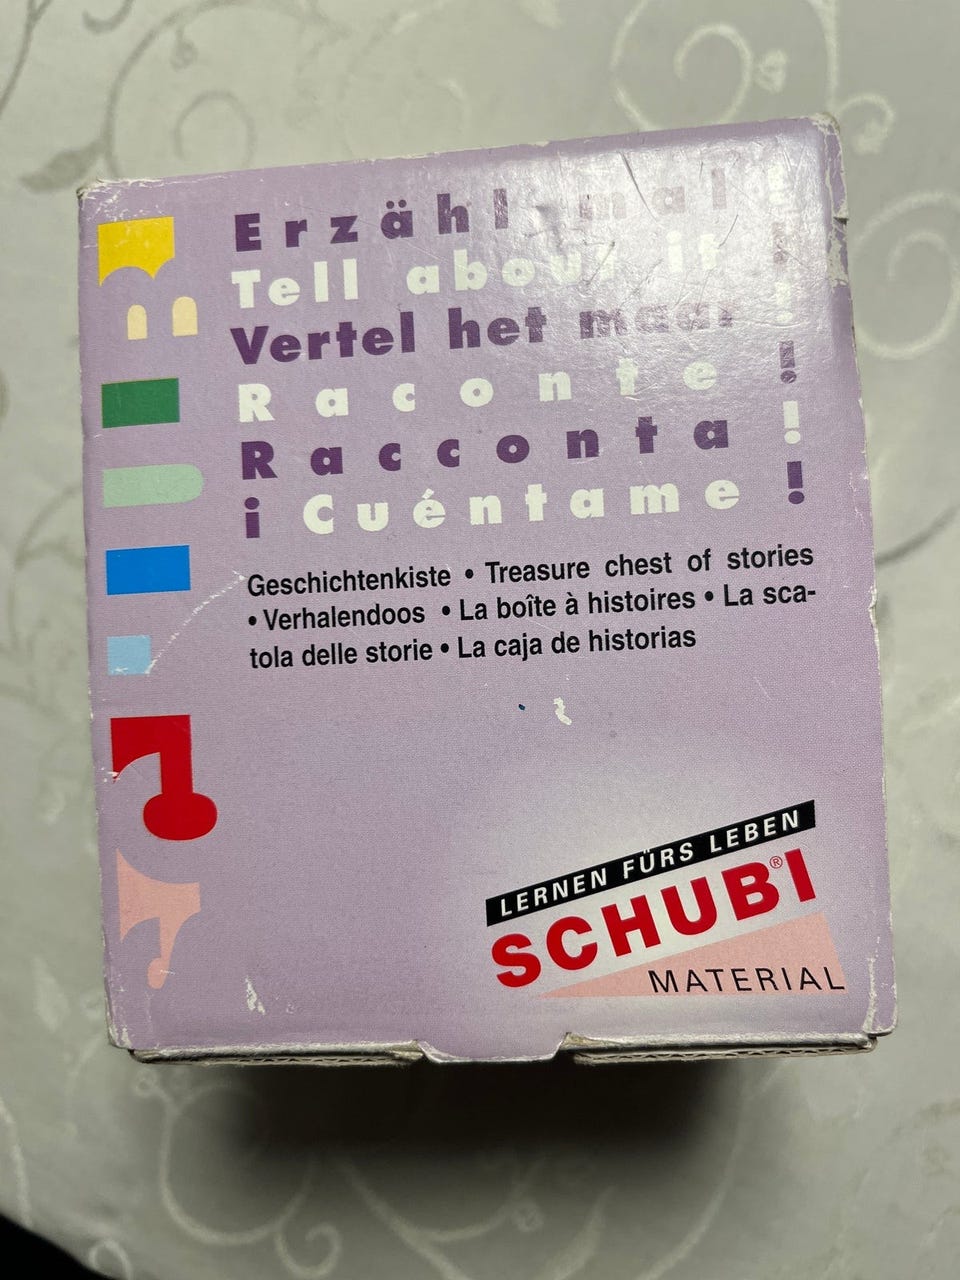 Erzähl mal !
Tell about it !
Vertel het maar !
Raconte !
Racconta !
¡ Cuéntame !
Geschichtenkiste • Treasure chest of stories
• Verhalendoos • La boîte à histoires • La sca-
tola delle storie • La caja de historias
LERNEN FÜRS LEBEN
SCHUBI®
MATERIAL